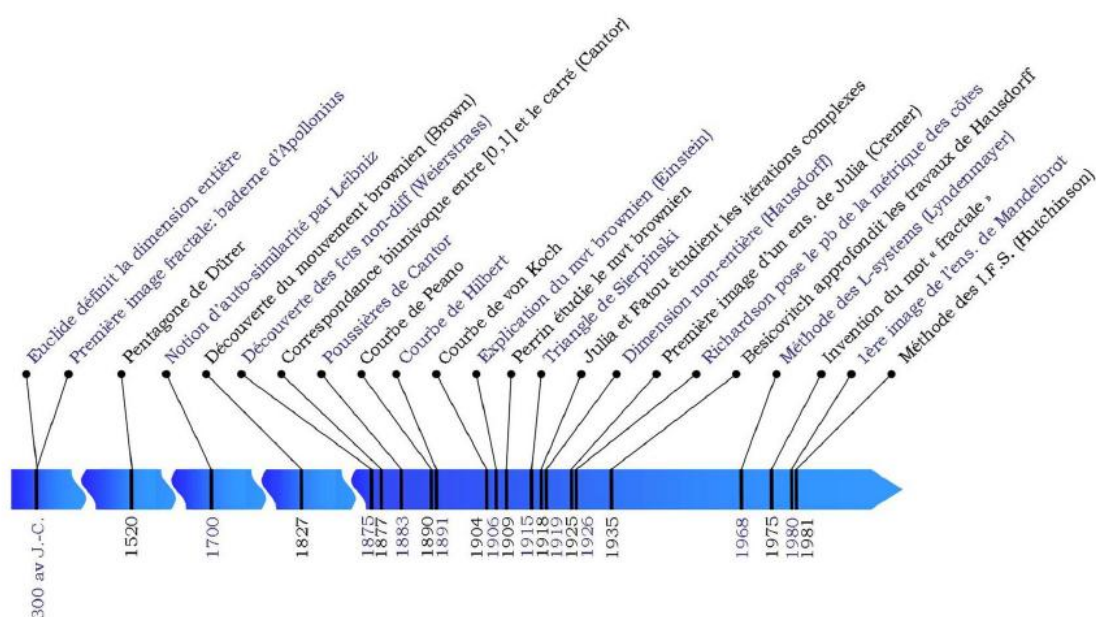 Euclide définit la dimension entière
Première image fractale: baderne d'Apollonius
Pentagone de Dürer
Notion d'auto-similarité par Leibniz
Découverte du mouvement brownien (Brown)
Découverte des fcts non-diff (Weierstrass)
Correspondance biunivoque entre [0,1] et le carré (Cantor)
Poussières de Cantor
Courbe de Peano
Courbe de Hilbert
Courbe de von Koch
Explication du mvt brownien (Einstein)
Perrin étudie le mvt brownien
Triangle de Sierpinski
Julia et Fatou étudient les itérations complexes
Dimension non-entière (Hausdorff)
Première image d'un ens. de Julia (Cremer)
Richardson pose le pb de la métrique des côtes
Besicovitch approfondit les travaux de Hausdorff
Méthode des L-systems (Lyndenmayer)
Invention du mot « fractale »
1ère image de l'ens. de Mandelbrot
Méthode des I.F.S. (Hutchinson)
300 av J.-C.
1520
1700
1827
1875
1877
1883
1890
1891
1904
1906
1909
1915
1918
1919
1925
1926
1935
1968
1975
1980
1981